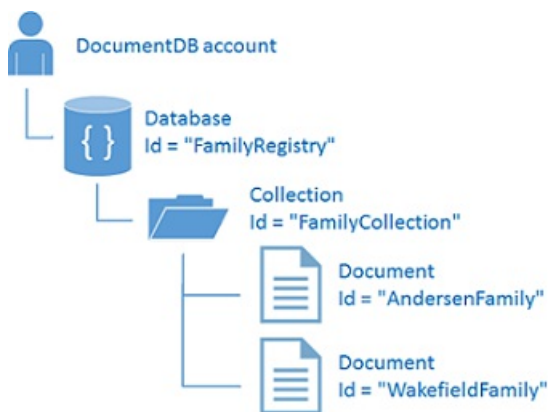 DocumentDB account
{ }
Database
Id = "FamilyRegistry"
Collection
Id = "FamilyCollection"
Document
Id = "AndersenFamily"
Document
Id = "WakefieldFamily"